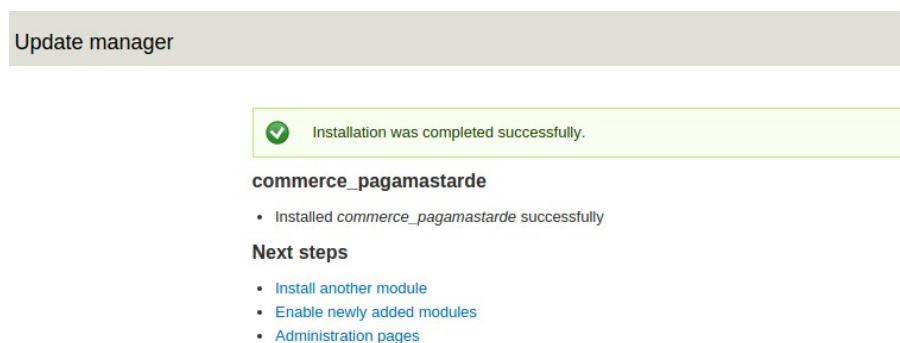 Update manager
Installation was completed successfully.
commerce_pagamastarde
Installed commerce_pagamastarde successfully
Next steps
Install another module
Enable newly added modules
Administration pages